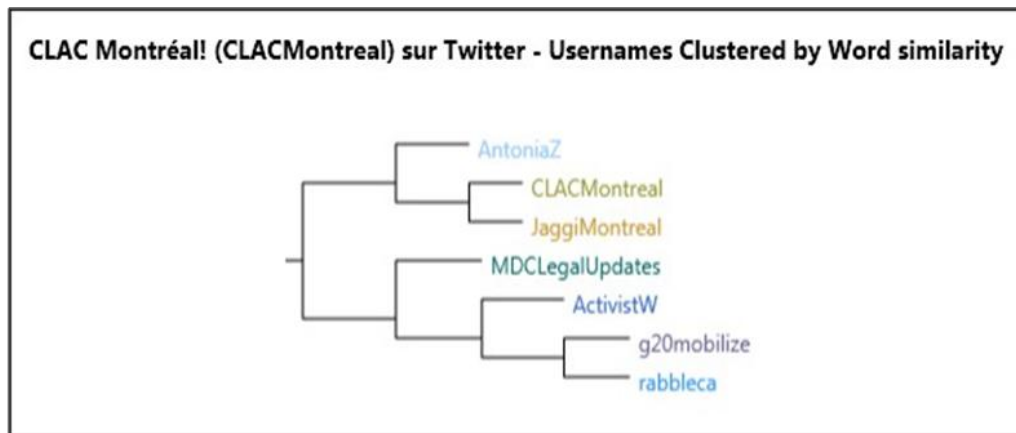 CLAC Montréal! (CLACMontreal) sur Twitter - Usernames Clustered by Word similarity
AntoniaZ
CLACMontreal
JaggiMontreal
MDCLegalUpdates
ActivistW
g20mobilize
rabbleca